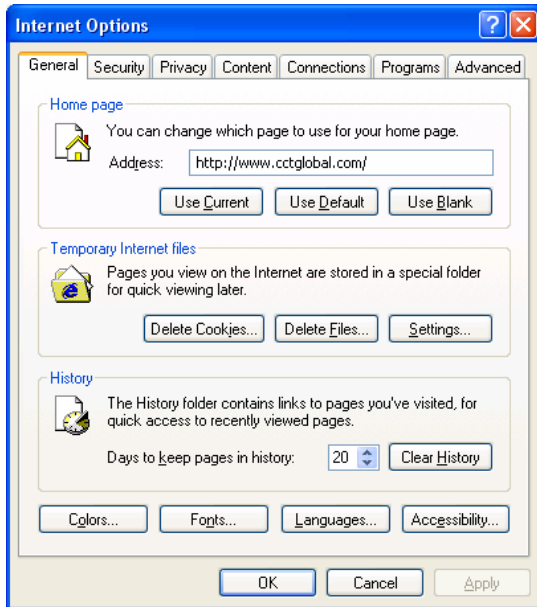 Internet Options
General Security Privacy Content Connections Programs Advanced
Home page
You can change which page to use for your home page.
Address: http://www.cctglobal.com/
Use Current Use Default Use Blank
Temporary Internet files
Pages you view on the Internet are stored in a special folder
for quick viewing later.
Delete Cookies... Delete Files... Settings...
History
The History folder contains links to pages you've visited, for
quick access to recently viewed pages.
Days to keep pages in history: 20 Clear History
Colors... Fonts... Languages... Accessibility...
OK Cancel Apply